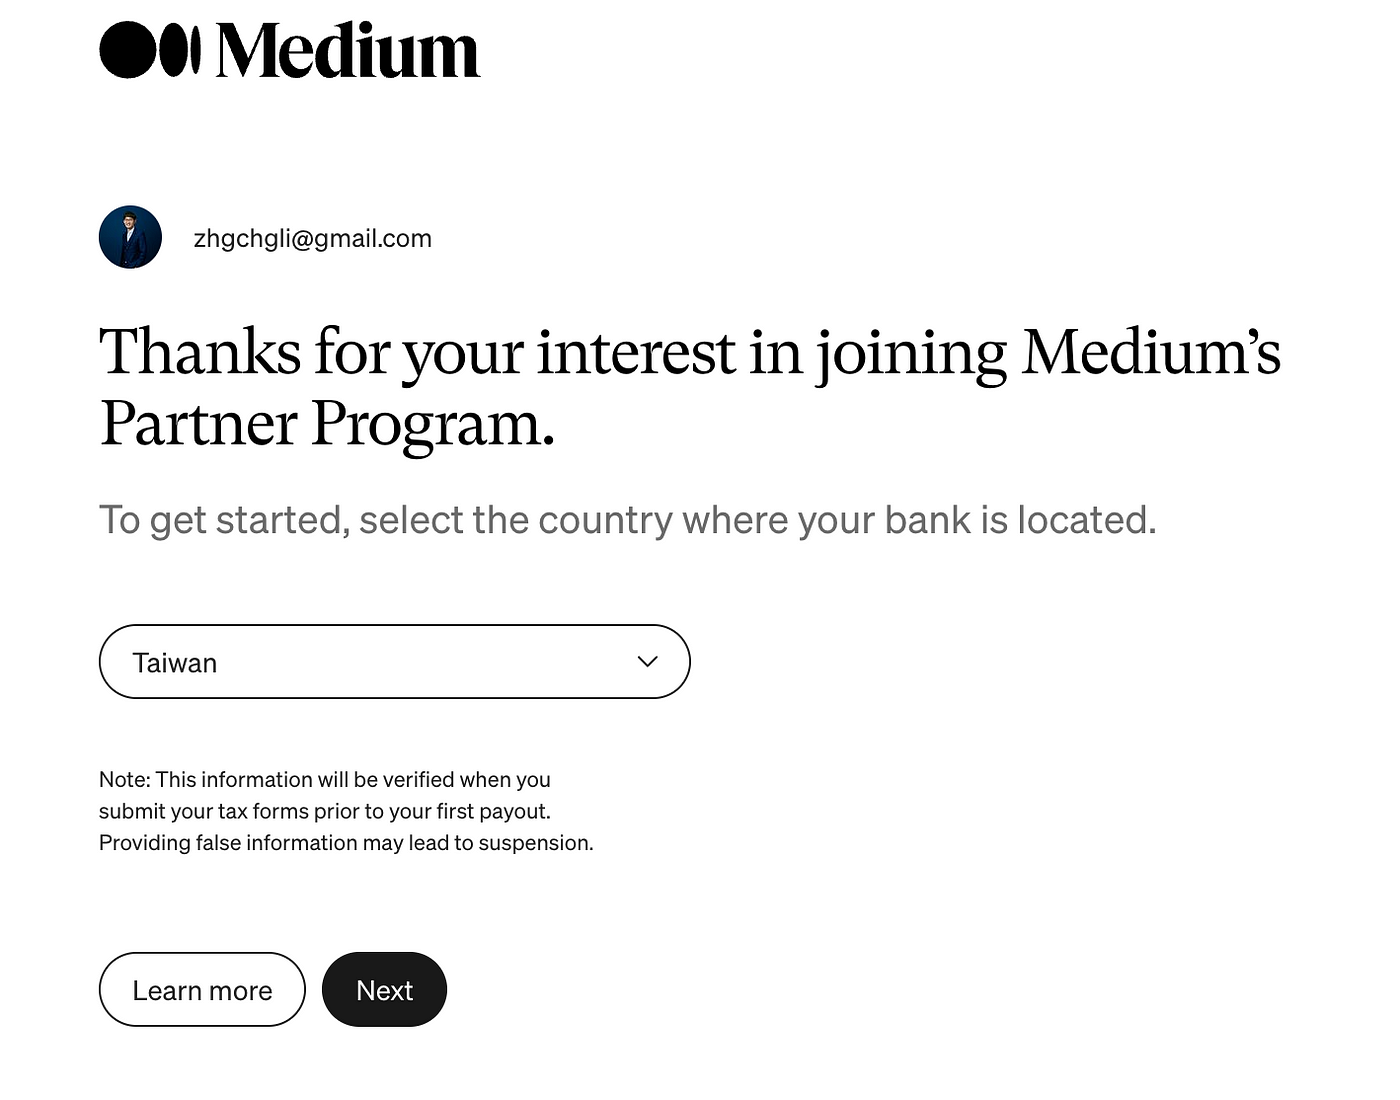 Medium
zhgchgli@gmail.com
Thanks for your interest in joining Medium’s
Partner Program.
To get started, select the country where your bank is located.
Taiwan
Note: This information will be verified when you
submit your tax forms prior to your first payout.
Providing false information may lead to suspension.
Learn more
Next